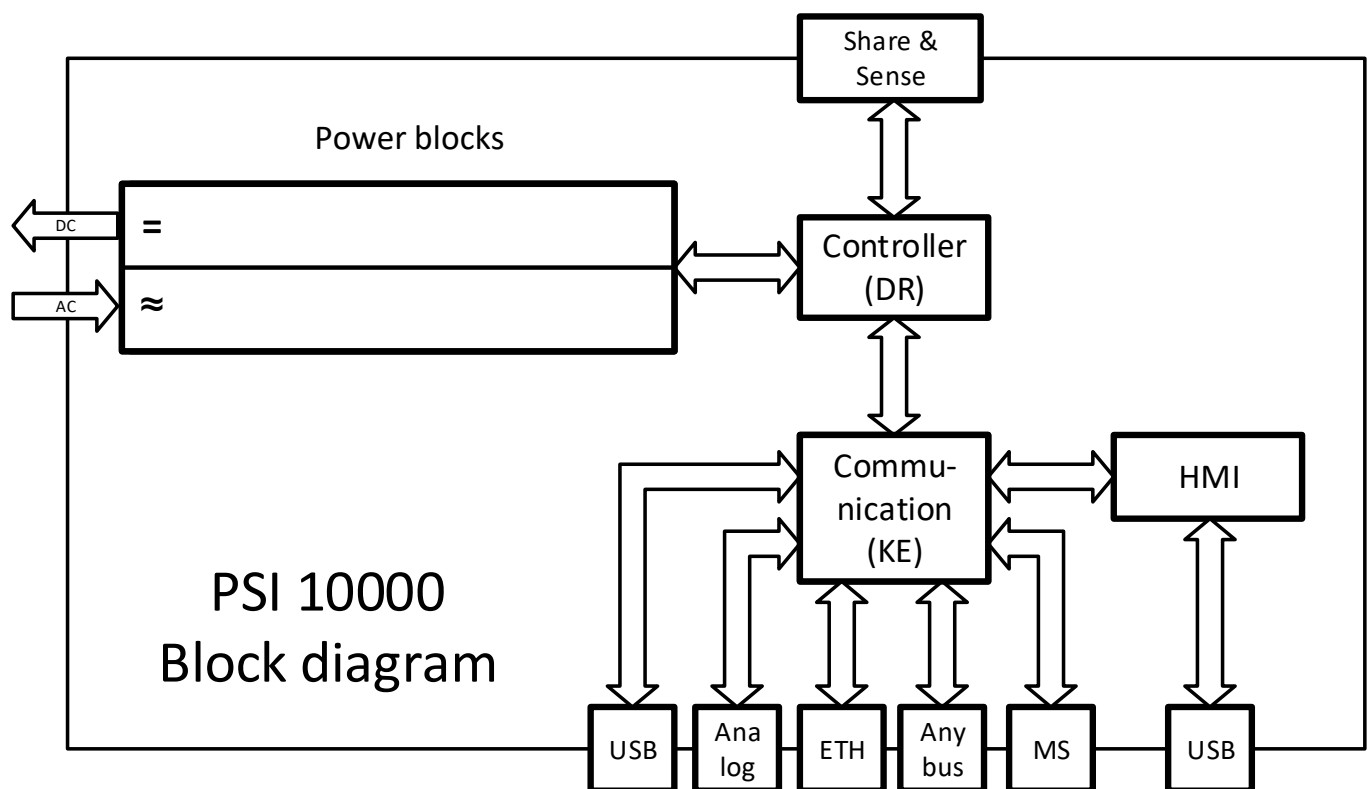 Share &
Sense
Power blocks
DC
=
Controller
(DR)
AC
≈
Commu-
nication
(KE)
HMI
PSI 10000
Block diagram
USB
Ana
log
ETH
Any
bus
MS
USB